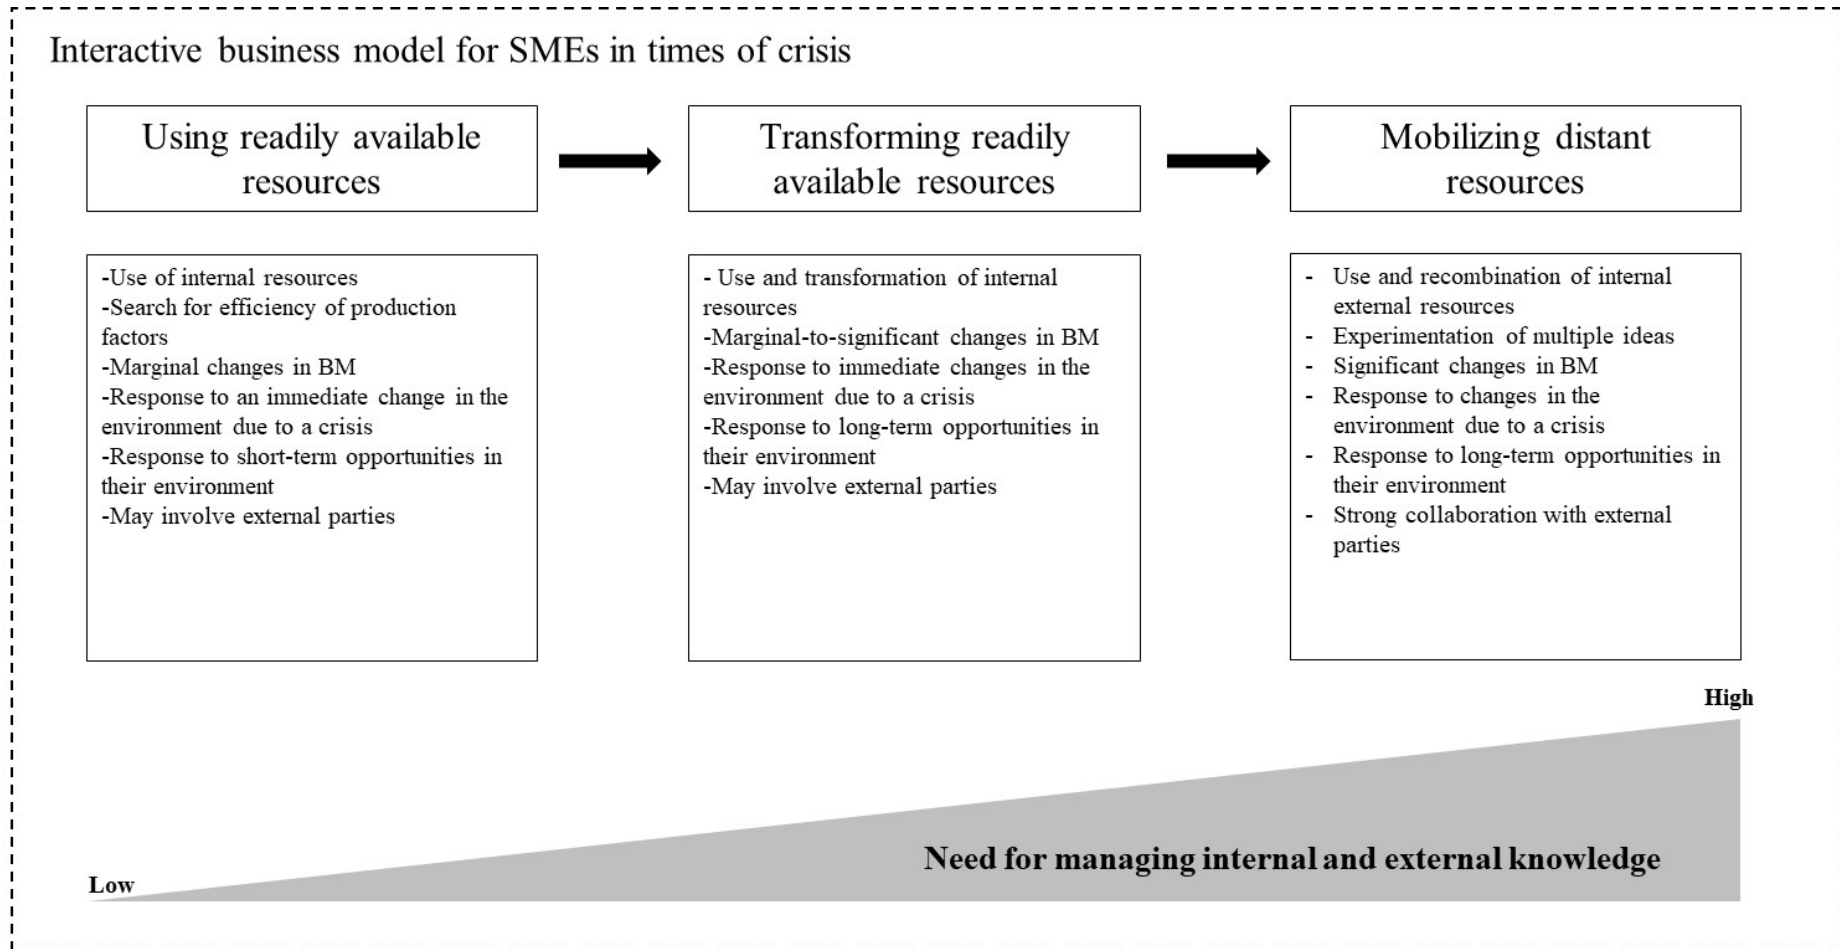 Interactive business model for SMEs in times of crisis
Using readily available
resources
Transforming readily
available resources
Mobilizing distant
resources
-Use of internal resources
-Search for efficiency of production
factors
-Marginal changes in BM
-Response to an immediate change in the
environment due to a crisis
-Response to short-term opportunities in
their environment
-May involve external parties
- Use and transformation of internal
resources
-Marginal-to-significant changes in BM
-Response to immediate changes in the
environment due to a crisis
-Response to long-term opportunities in
their environment
-May involve external parties
- Use and recombination of internal
external resources
- Experimentation of multiple ideas
- Significant changes in BM
- Response to changes in the
environment due to a crisis
- Response to long-term opportunities in
their environment
- Strong collaboration with external
parties
High
Need for managing internal and external knowledge
Low